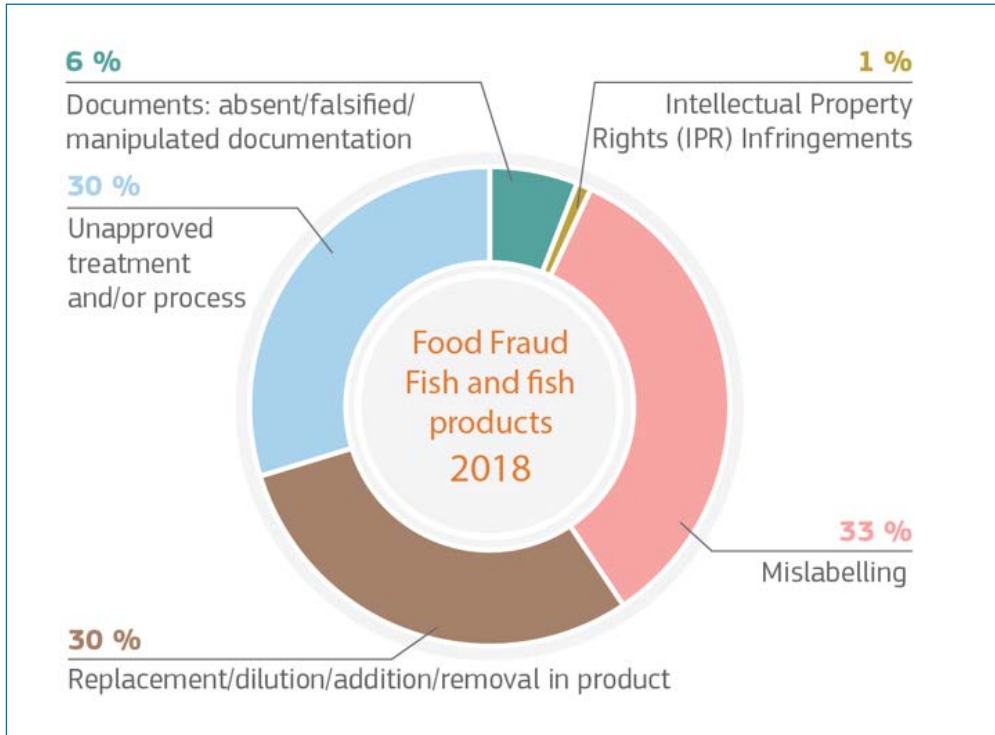 6 %
Documents: absent/falsified/
manipulated documentation
1 %
Intellectual Property
Rights (IPR) Infringements
30 %
Unapproved
treatment
and/or process
Food Fraud
Fish and fish
products
2018
33 %
Mislabelling
30 %
Replacement/dilution/addition/removal in product